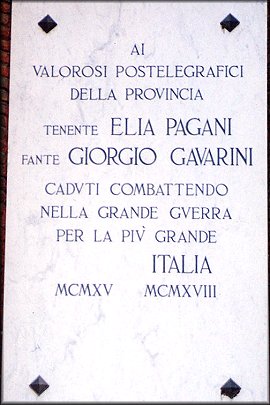 AI
VALOROSI POSTELEGRAFICI
DELLA PROVINCIA
TENENTE ELIA PAGANI
FANTE GIORGIO GAVARINI
CADVTI COMBATTENDO
NELLA GRANDE GVERRA
PER LA PIV̀ GRANDE
ITALIA
MCMXV MCMXVIII